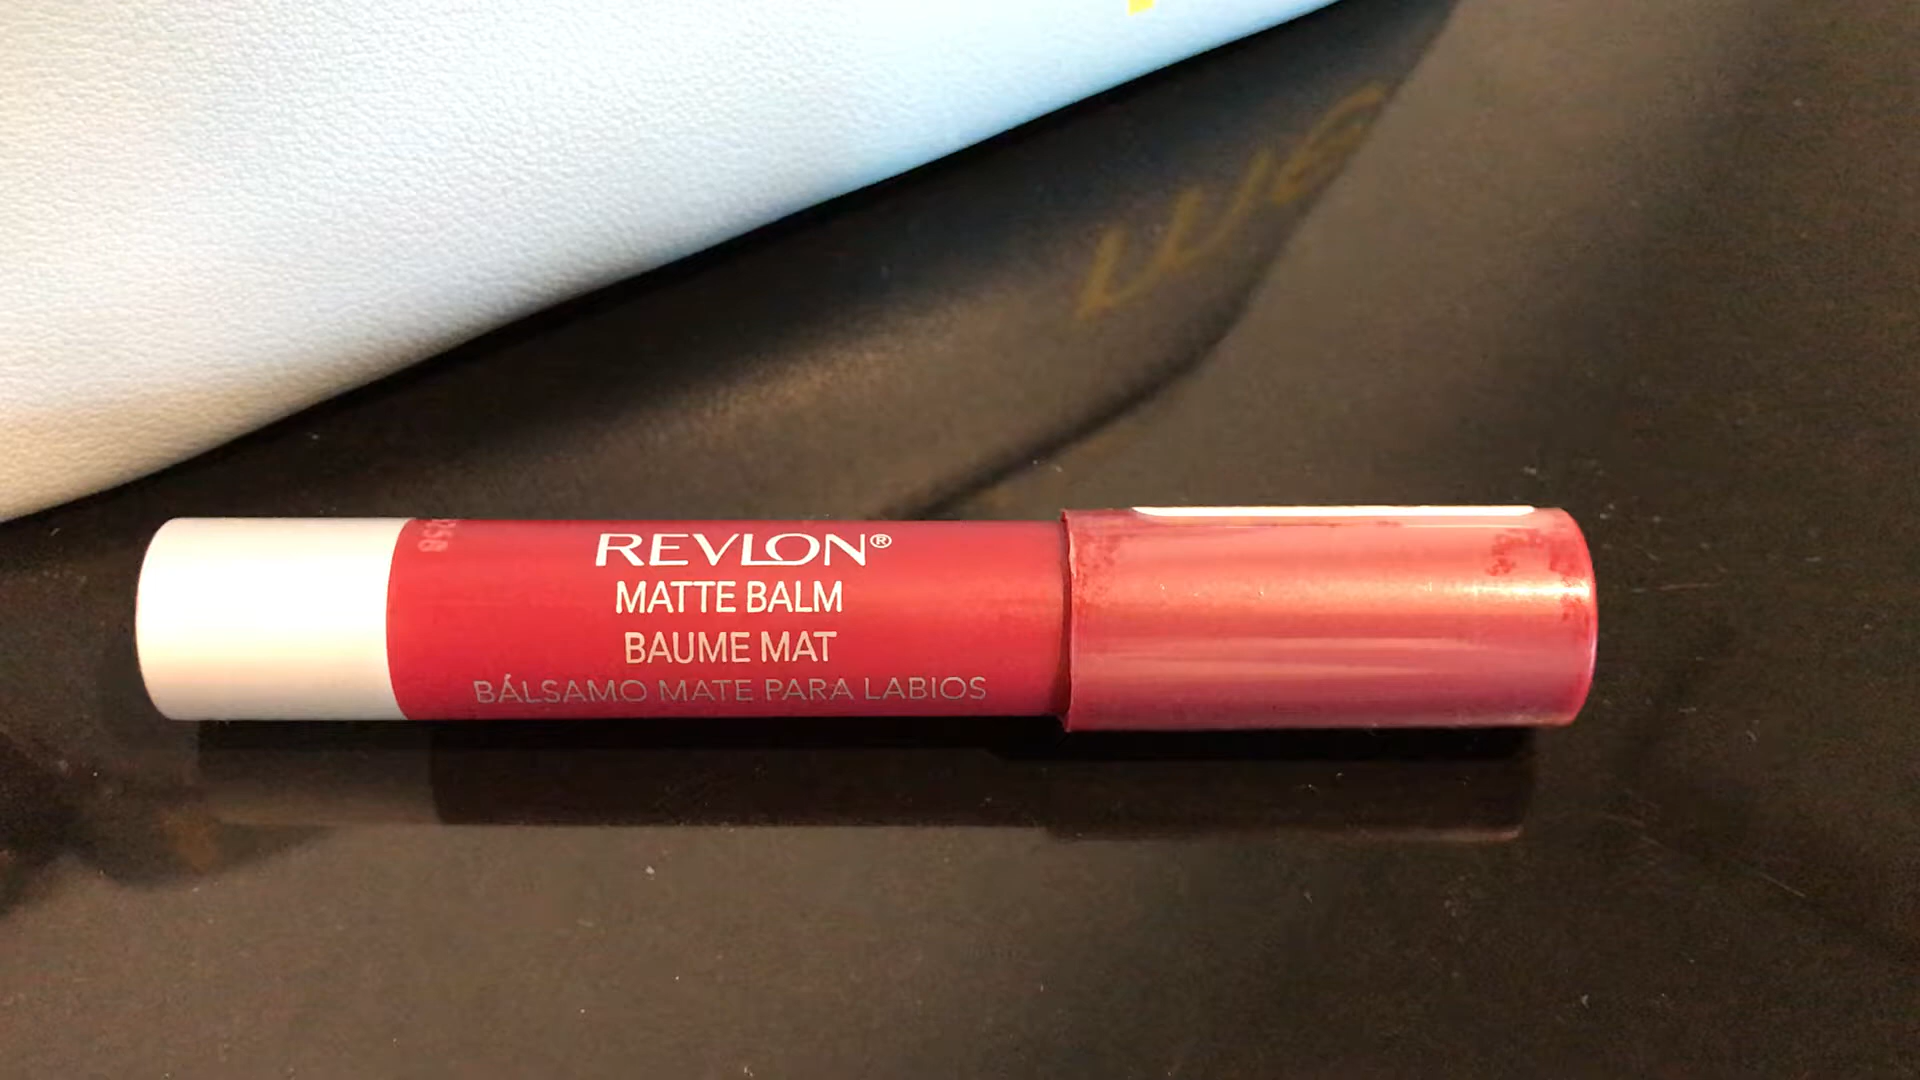 REVLON®
MATTE BALM
BAUME MAT
BÁLSAMO MATE PARA LABIOS